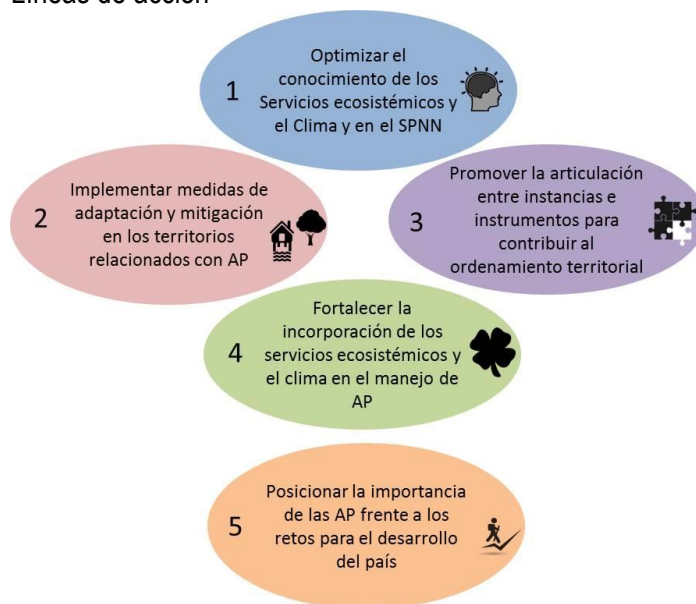 Líneas de acción
1
Optimizar el
conocimiento de los
Servicios ecosistémicos y
el Clima y en el SPNN
2
Implementar medidas de
adaptación y mitigación
en los territorios
relacionados con AP
3
Promover la articulación
entre instancias e
instrumentos para
contribuir al
ordenamiento territorial
4
Fortalecer la
incorporación de los
servicios ecosistémicos y
el clima en el manejo de
AP
5
Posicionar la importancia
de las AP frente a los
retos para el desarrollo
del país